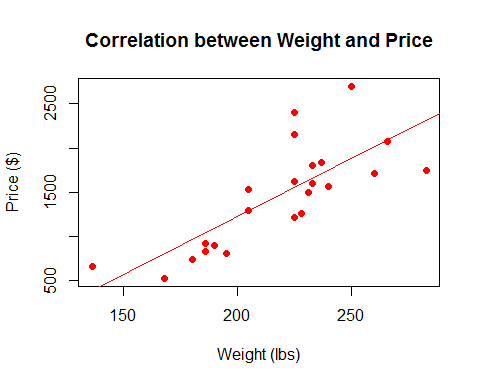 Correlation between Weight and Price
Price ($)
2500
1500
500
150 200 250
Weight (lbs)